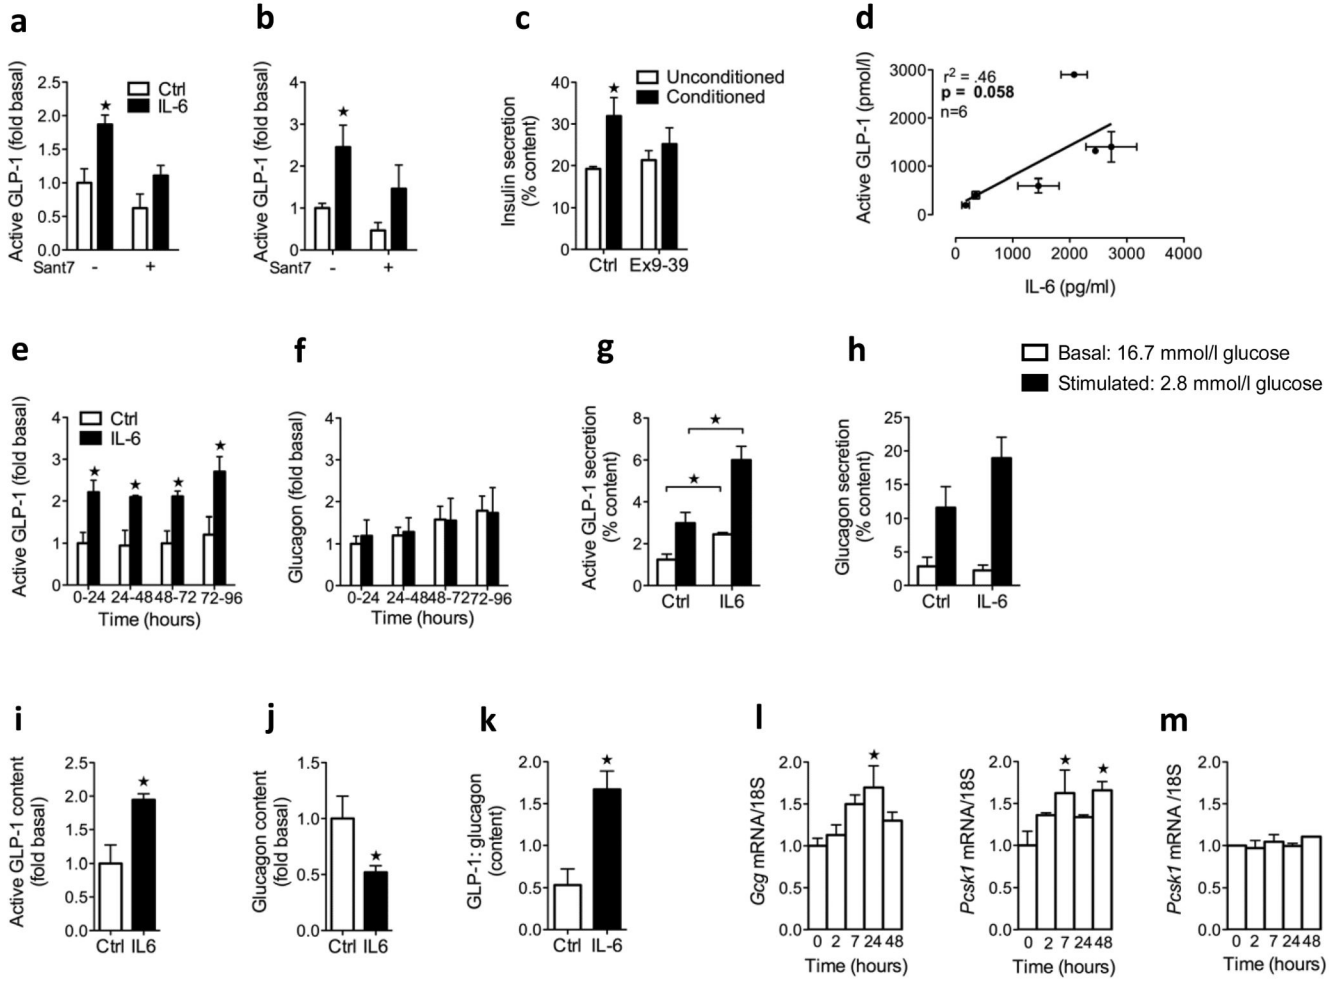 a
Active GLP-1 (fold basal)
2.5
2.0
1.5
1.0
0.5
0.0
★
Ctrl
IL-6
Sant7 - +
b
Active GLP-1 (fold basal)
4
3
2
1
0
★
Sant7 - +
c
Insulin secretion
(% content)
40
30
20
10
0
★
Unconditioned
Conditioned
Ctrl Ex9-39
d
Active GLP-1 (pmol/l)
3000
2000
1000
0
r² = .46
p = 0.058
n=6
0 1000 2000 3000 4000
IL-6 (pg/ml)
e
Active GLP-1 (fold basal)
4
3
2
1
0
Ctrl
IL-6
★ ★ ★ ★
0-24 24-48 48-72 72-96
Time (hours)
f
Glucagon (fold basal)
4
3
2
1
0
0-24 24-48 48-72 72-96
Time (hours)
g
Active GLP-1 secretion
(% content)
8
6
4
2
0
★
★
Ctrl IL6
h
Basal: 16.7 mmol/l glucose
Stimulated: 2.8 mmol/l glucose
Glucagon secretion
(% content)
25
20
15
10
5
0
Ctrl IL-6
i
Active GLP-1 content
(fold basal)
2.5
2.0
1.5
1.0
0.5
0.0
★
Ctrl IL6
j
Glucagon content
(fold basal)
1.5
1.0
0.5
0.0
★
Ctrl IL6
k
GLP-1: glucagon
(content)
2.0
1.5
1.0
0.5
0.0
★
Ctrl IL-6
l
Gcg mRNA/18S
2.0
1.5
1.0
0.5
0.0
★
0 2 7 24 48
Time (hours)
Pcsk1 mRNA/18S
2.0
1.5
1.0
0.5
0.0
★ ★
0 2 7 24 48
Time (hours)
m
Pcsk1 mRNA /18S
2.0
1.5
1.0
0.5
0.0
0 2 7 24 48
Time (hours)